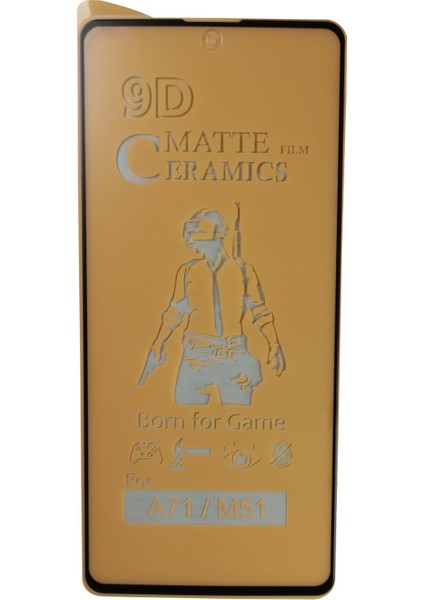 9D
MATTE FILM
CERAMICS
Born for Game
For
A71/M51